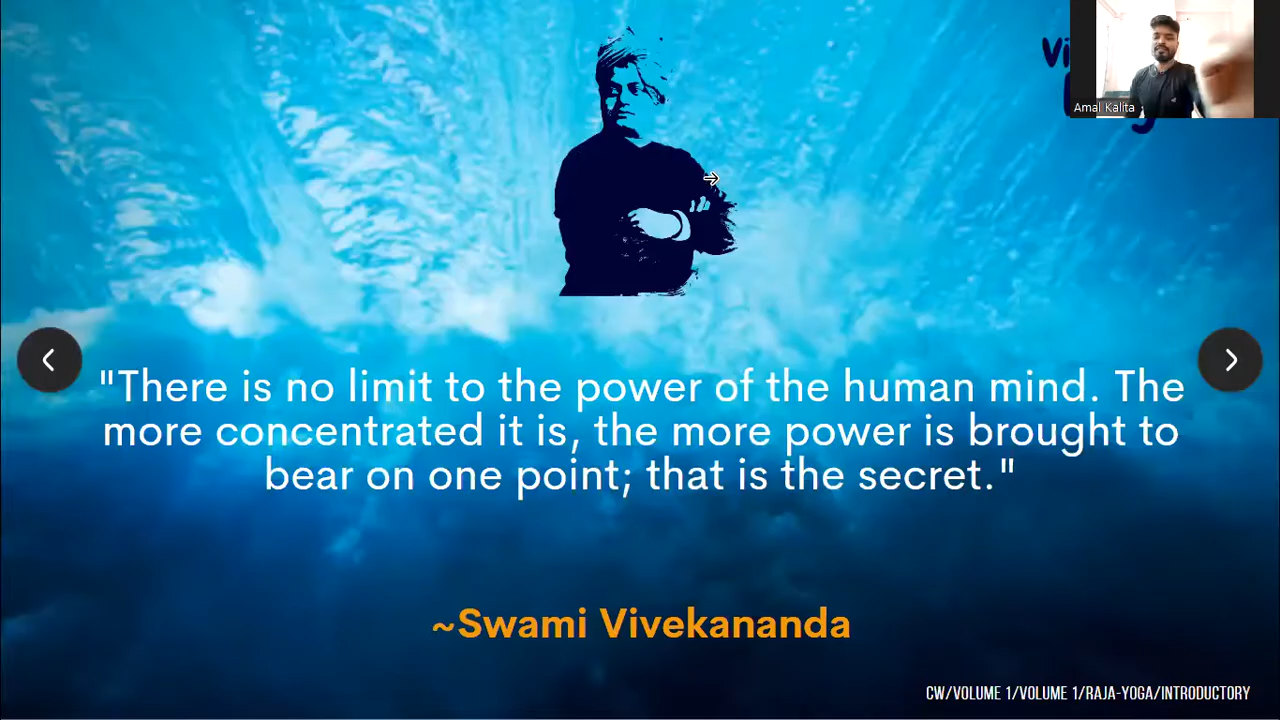 Amal Kalita
"There is no limit to the power of the human mind. The
more concentrated it is, the more power is brought to
bear on one point; that is the secret."
~Swami Vivekananda
CW/VOLUME 1/VOLUME 1/RAJA-YOGA/INTRODUCTORY